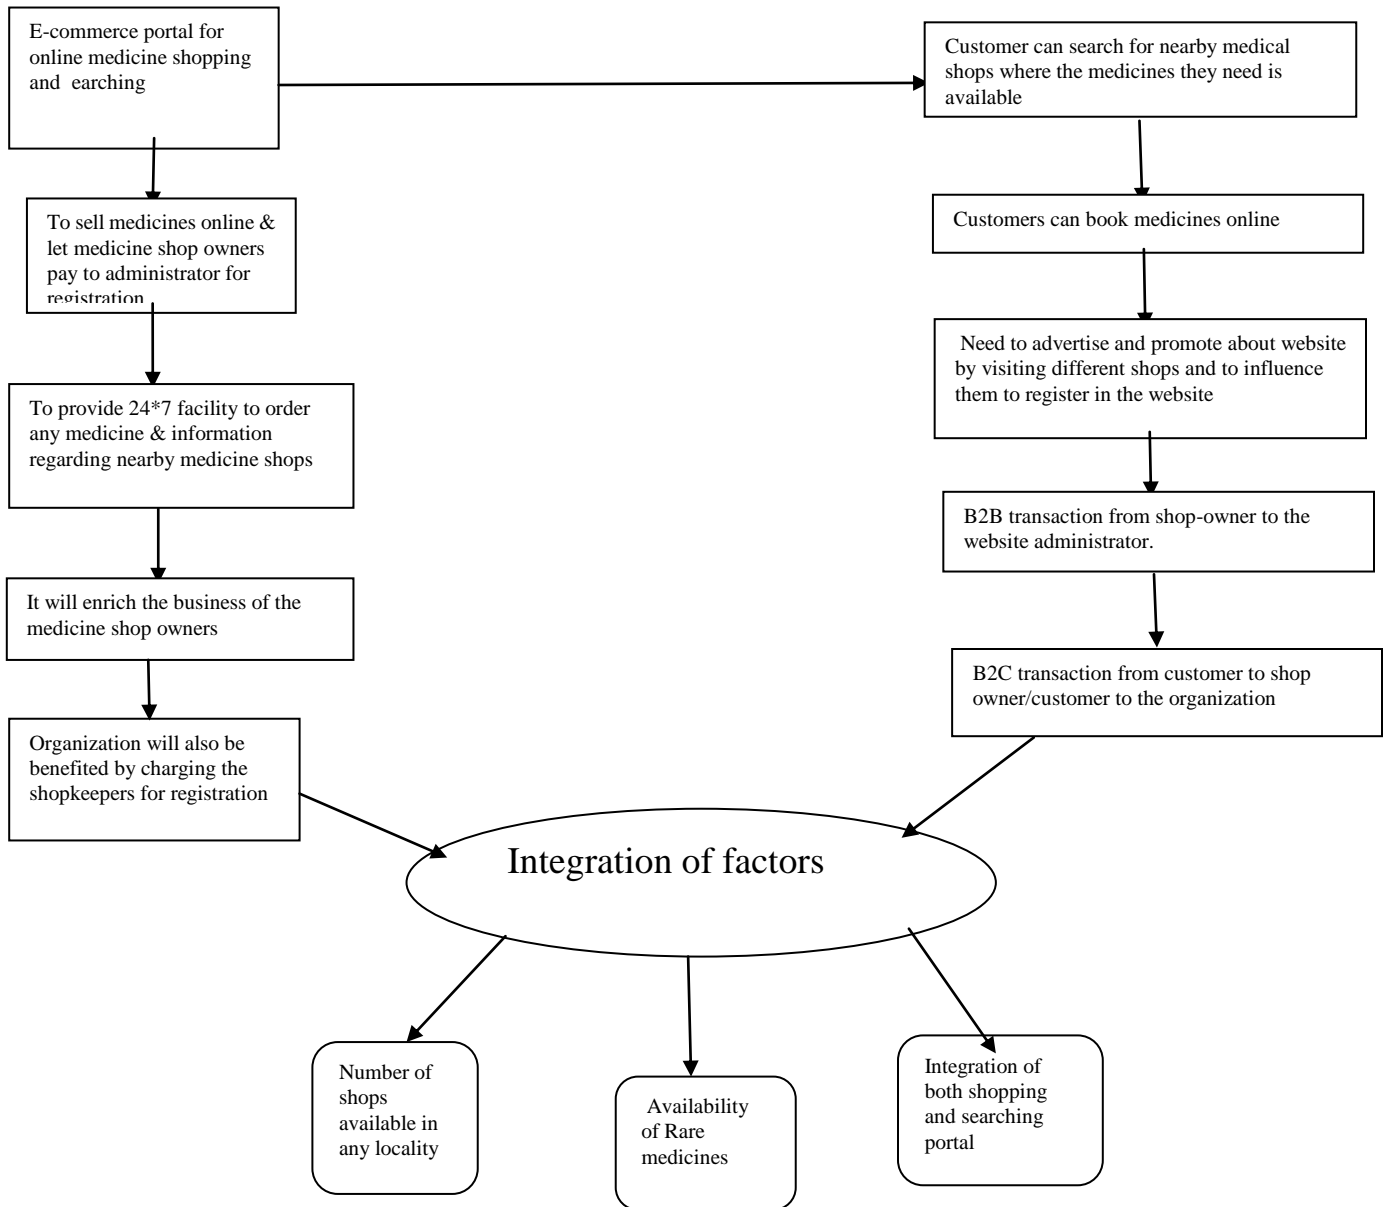 E-commerce portal for
online medicine shopping
and earching
Customer can search for nearby medical
shops where the medicines they need is
available
To sell medicines online &
let medicine shop owners
pay to administrator for
registration
Customers can book medicines online
Need to advertise and promote about website
by visiting different shops and to influence
them to register in the website
To provide 24*7 facility to order
any medicine & information
regarding nearby medicine shops
B2B transaction from shop-owner to the
website administrator.
It will enrich the business of the
medicine shop owners
B2C transaction from customer to shop
owner/customer to the organization
Organization will also be
benefited by charging the
shopkeepers for registration
Integration of factors
Number of
shops
available in
any locality
Availability
of Rare
medicines
Integration of
both shopping
and searching
portal